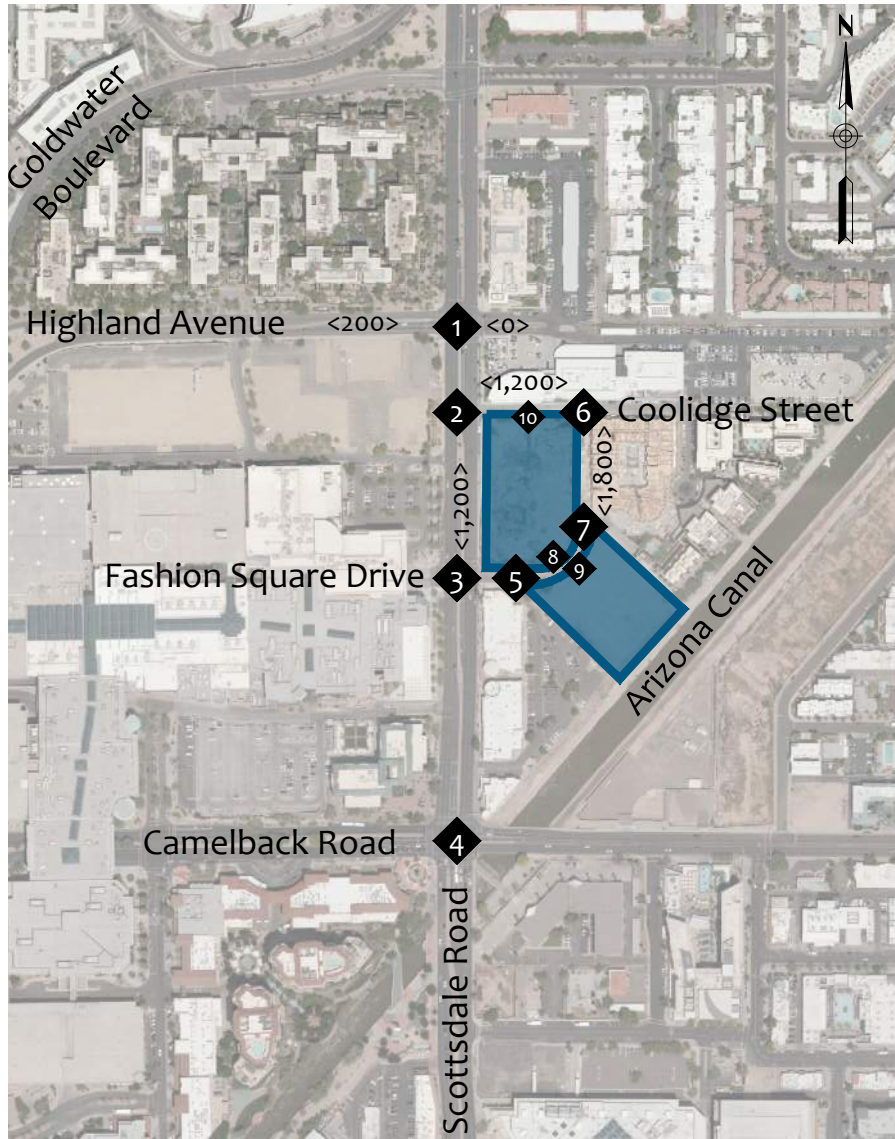 N
Goldwater
Boulevard
Highland Avenue <200> 1 <0>
<1,200>
2 10 6 Coolidge Street
<1,200>
<1,800>
7
8
9
Fashion Square Drive 3 5
Arizona Canal
Camelback Road 4
Scottsdale Road